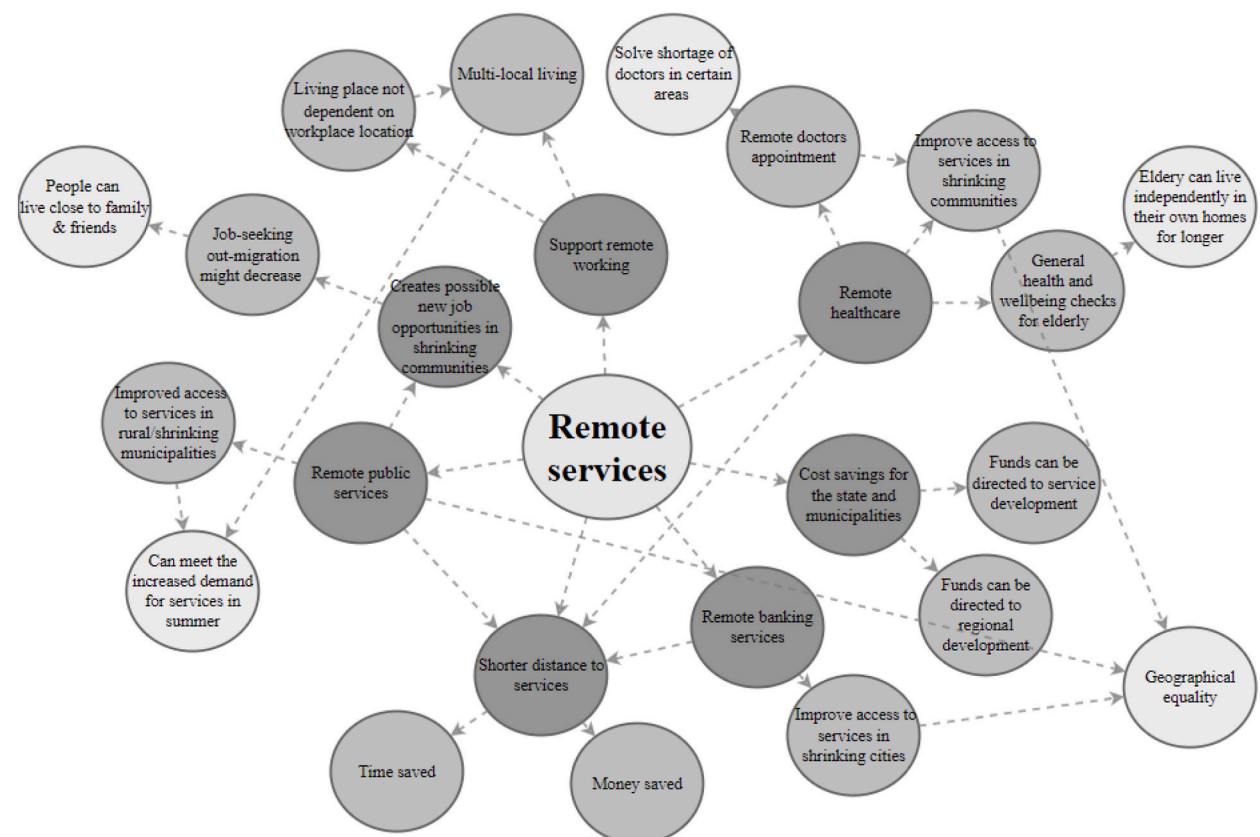 Solve shortage of
doctors in certain
areas
Multi-local living
Living place not
dependent on
workplace location
Remote doctors
appointment
Improve access to
services in
shrinking
communities
Eldery can live
independently in
their own homes
for longer
People can
live close to family
& friends
Job-seeking
out-migration
might decrease
Support remote
working
General
health and
wellbeing checks
for elderly
Creates possible
new job
opportunities in
shrinking
communities
Remote
healthcare
Improved access
to services in
rural/shrinking
municipalities
Remote
services
Remote public
services
Cost savings for
the state and
municipalities
Funds can be
directed to service
development
Can meet the
increased demand
for services in
summer
Funds can be
directed to
regional
development
Remote banking
services
Shorter distance to
services
Geographical
equality
Improve access to
services in
shrinking cities
Time saved
Money saved